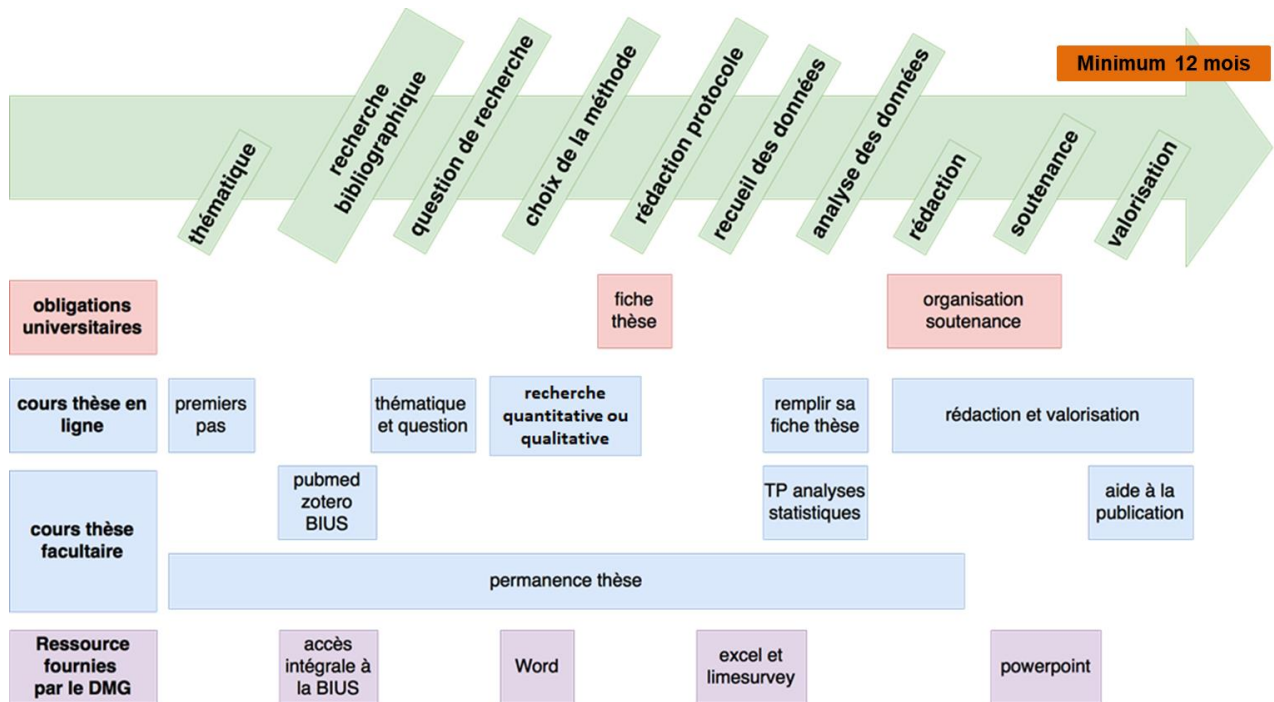 Minimum 12 mois
thématique
recherche
bibliographique
question de recherche
choix de la méthode
rédaction protocole
recueil des données
analyse des données
rédaction
soutenance
valorisation
obligations
universitaires
fiche
thèse
organisation
soutenance
cours thèse en
ligne
premiers
pas
thématique
et question
recherche
quantitative ou
qualitative
remplir sa
fiche thèse
rédaction et valorisation
cours thèse
facultaire
pubmed
zotero
BIUS
TP analyses
statistiques
aide à la
publication
permanence thèse
Ressource
fournies
par le DMG
accès
intégrale à
la BIUS
Word
excel et
limesurvey
powerpoint